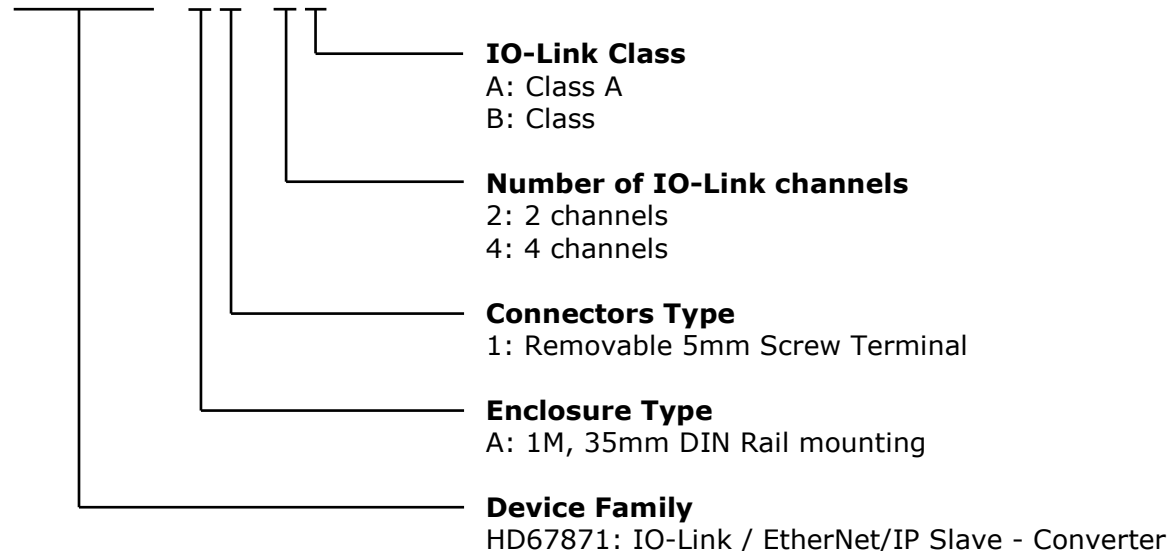 IO-Link Class
A: Class A
B: Class
Number of IO-Link channels
2: 2 channels
4: 4 channels
Connectors Type
1: Removable 5mm Screw Terminal
Enclosure Type
A: 1M, 35mm DIN Rail mounting
Device Family
HD67871: IO-Link / EtherNet/IP Slave - Converter